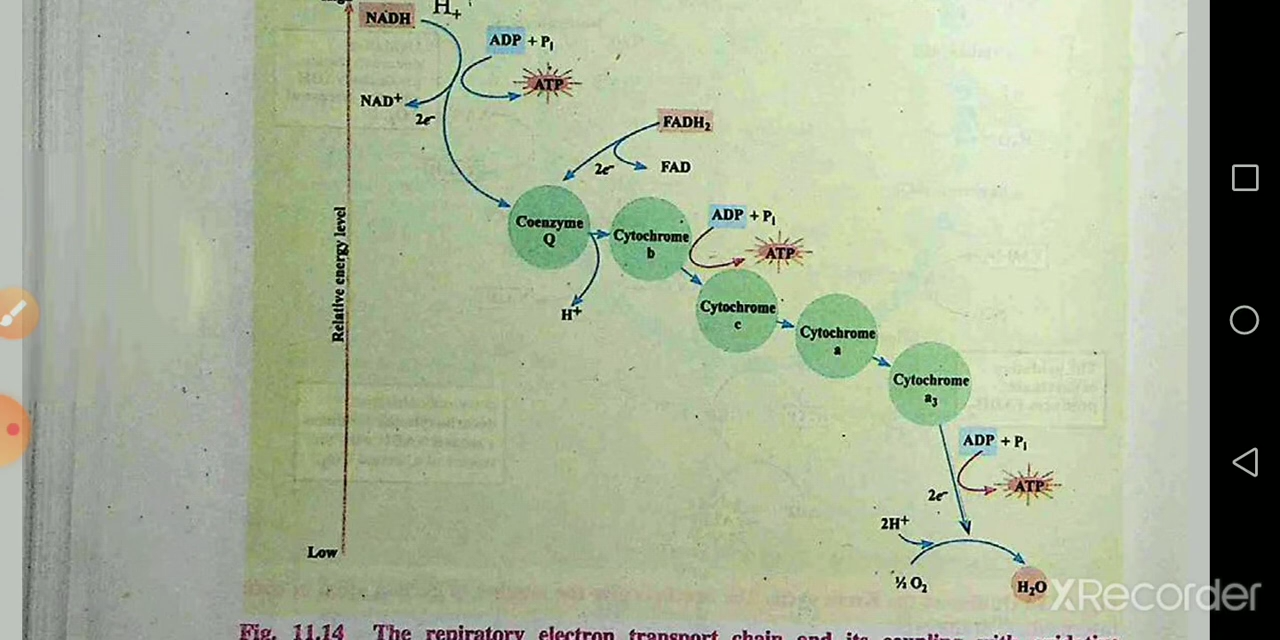 NADH H+
ADP + Pi
ATP
NAD+
2e-
FADH2
2e-
FAD
Coenzyme
Q
Cytochrome
b
ADP + Pi
ATP
H+
Relative energy level
Cytochrome
c
Cytochrome
a
Cytochrome
a3
ADP + Pi
ATP
2e-
2H+
Low
½ O2
H2O
XRecorder
Fig. 11.14 The repiratory electron transport chain and its coupling with oxidative